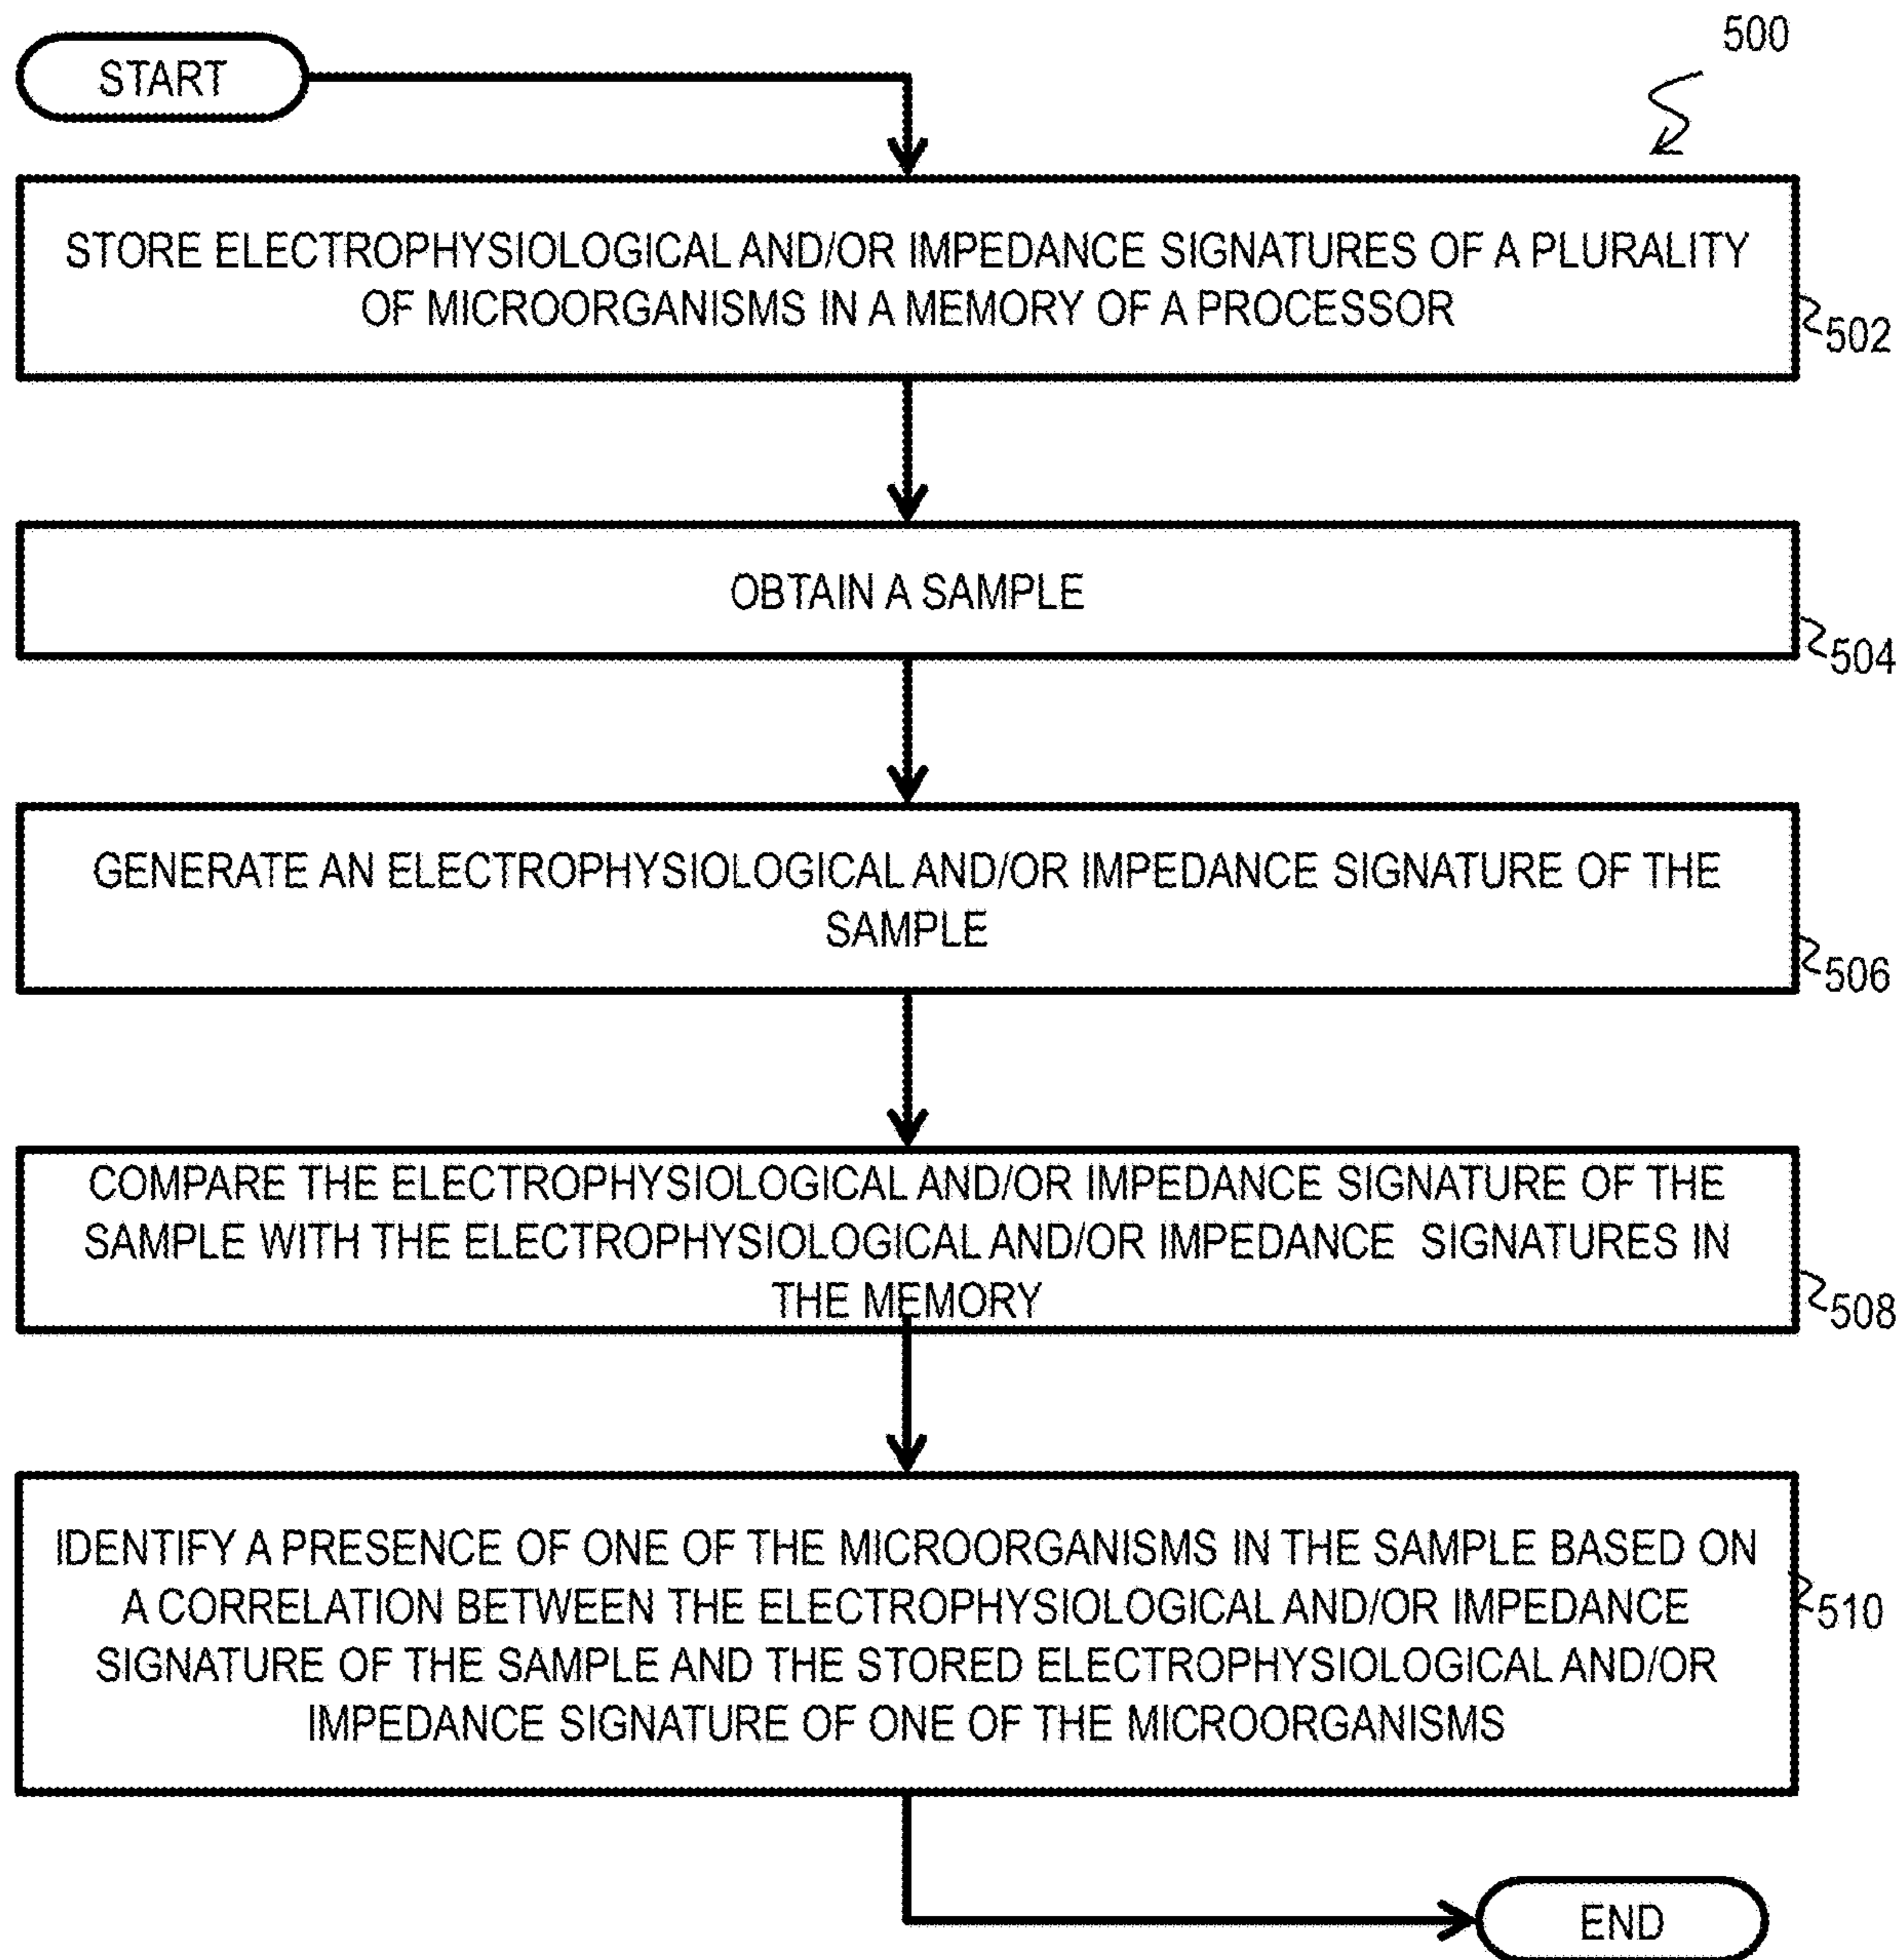 500
START
STORE ELECTROPHYSIOLOGICAL AND/OR IMPEDANCE SIGNATURES OF A PLURALITY
OF MICROORGANISMS IN A MEMORY OF A PROCESSOR
502
OBTAIN A SAMPLE
504
GENERATE AN ELECTROPHYSIOLOGICAL AND/OR IMPEDANCE SIGNATURE OF THE
SAMPLE
506
COMPARE THE ELECTROPHYSIOLOGICAL AND/OR IMPEDANCE SIGNATURE OF THE
SAMPLE WITH THE ELECTROPHYSIOLOGICAL AND/OR IMPEDANCE SIGNATURES IN
THE MEMORY
508
IDENTIFY A PRESENCE OF ONE OF THE MICROORGANISMS IN THE SAMPLE BASED ON
A CORRELATION BETWEEN THE ELECTROPHYSIOLOGICAL AND/OR IMPEDANCE
SIGNATURE OF THE SAMPLE AND THE STORED ELECTROPHYSIOLOGICAL AND/OR
IMPEDANCE SIGNATURE OF ONE OF THE MICROORGANISMS
510
END